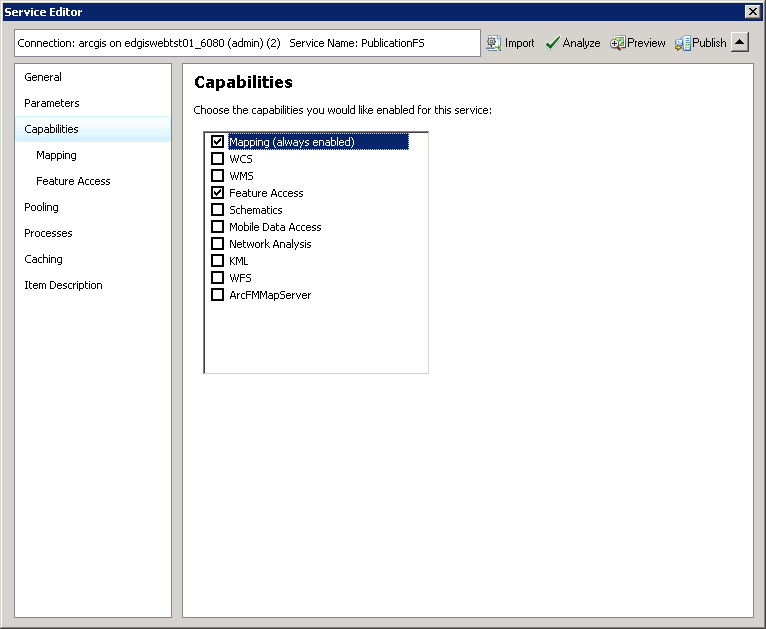 Service Editor
Connection: arcgis on edgiswebtst01_6080 (admin) (2) Service Name: PublicationFS
Import
Analyze
Preview
Publish
General
Parameters
Capabilities
Mapping
Feature Access
Pooling
Processes
Caching
Item Description
Capabilities
Choose the capabilities you would like enabled for this service:
Mapping (always enabled)
WCS
WMS
Feature Access
Schematics
Mobile Data Access
Network Analysis
KML
WFS
ArcFMMapServer